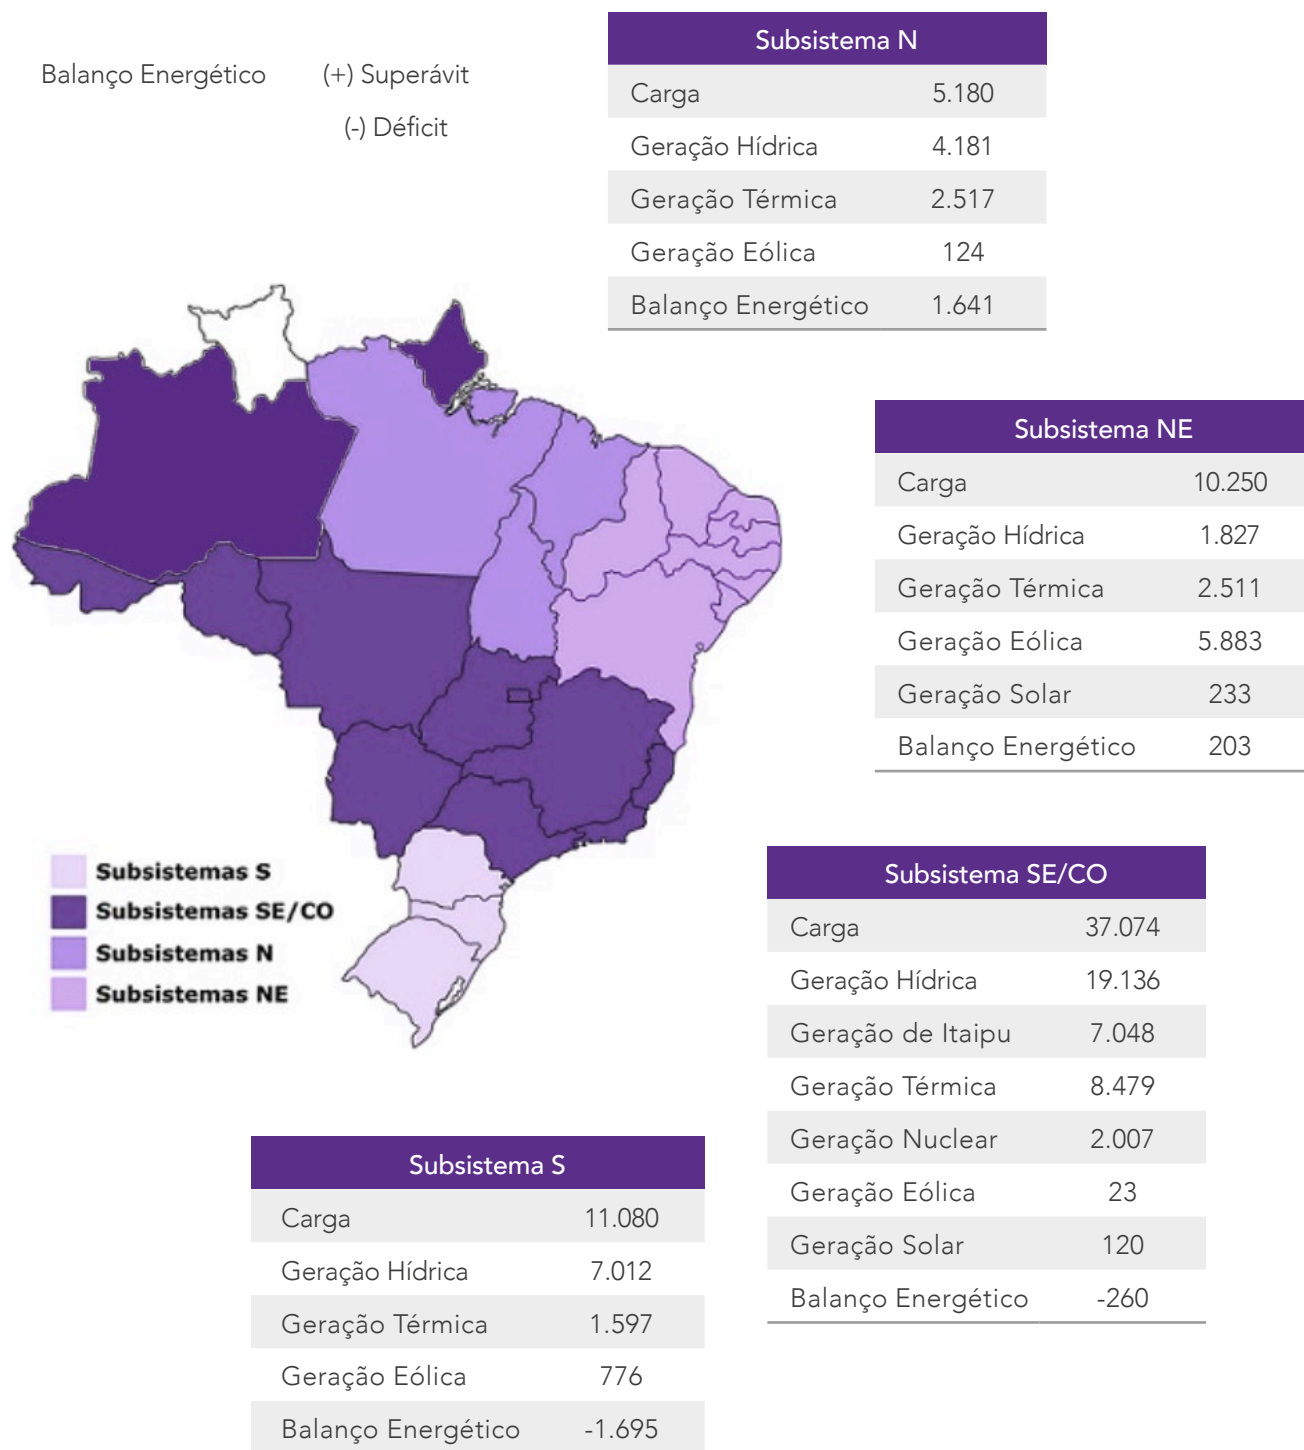 Balanço Energético (+) Superávit
(-) Déficit
Subsistema N
Carga 5.180
Geração Hídrica 4.181
Geração Térmica 2.517
Geração Eólica 124
Balanço Energético 1.641
Subsistema NE
Carga 10.250
Geração Hídrica 1.827
Geração Térmica 2.511
Geração Eólica 5.883
Geração Solar 233
Balanço Energético 203
Subsistemas S
Subsistemas SE/CO
Subsistemas N
Subsistemas NE
Subsistema SE/CO
Carga 37.074
Geração Hídrica 19.136
Geração de Itaipu 7.048
Geração Térmica 8.479
Geração Nuclear 2.007
Geração Eólica 23
Geração Solar 120
Balanço Energético -260
Subsistema S
Carga 11.080
Geração Hídrica 7.012
Geração Térmica 1.597
Geração Eólica 776
Balanço Energético -1.695